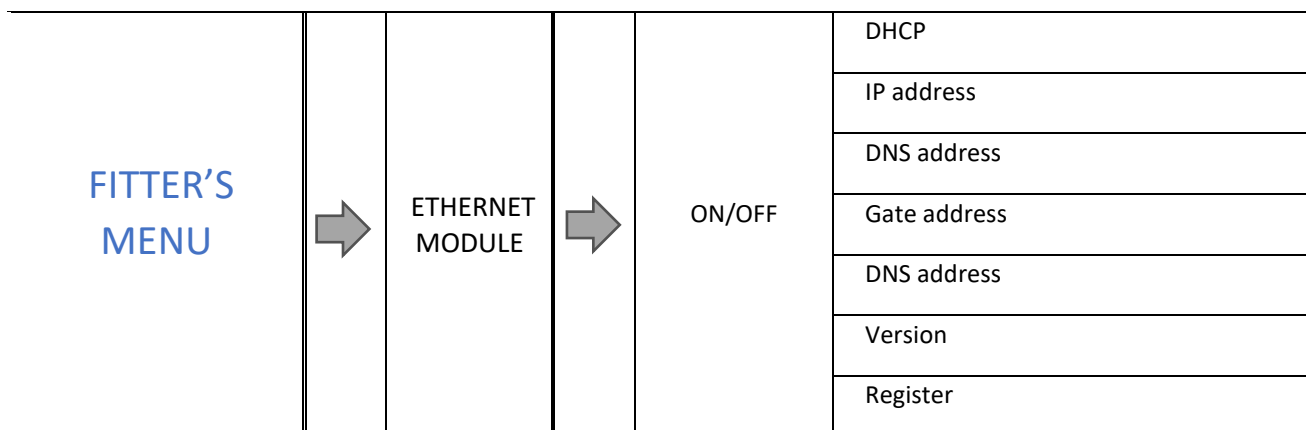 FITTER’S
MENU
ETHERNET
MODULE
ON/OFF
DHCP
IP address
DNS address
Gate address
DNS address
Version
Register